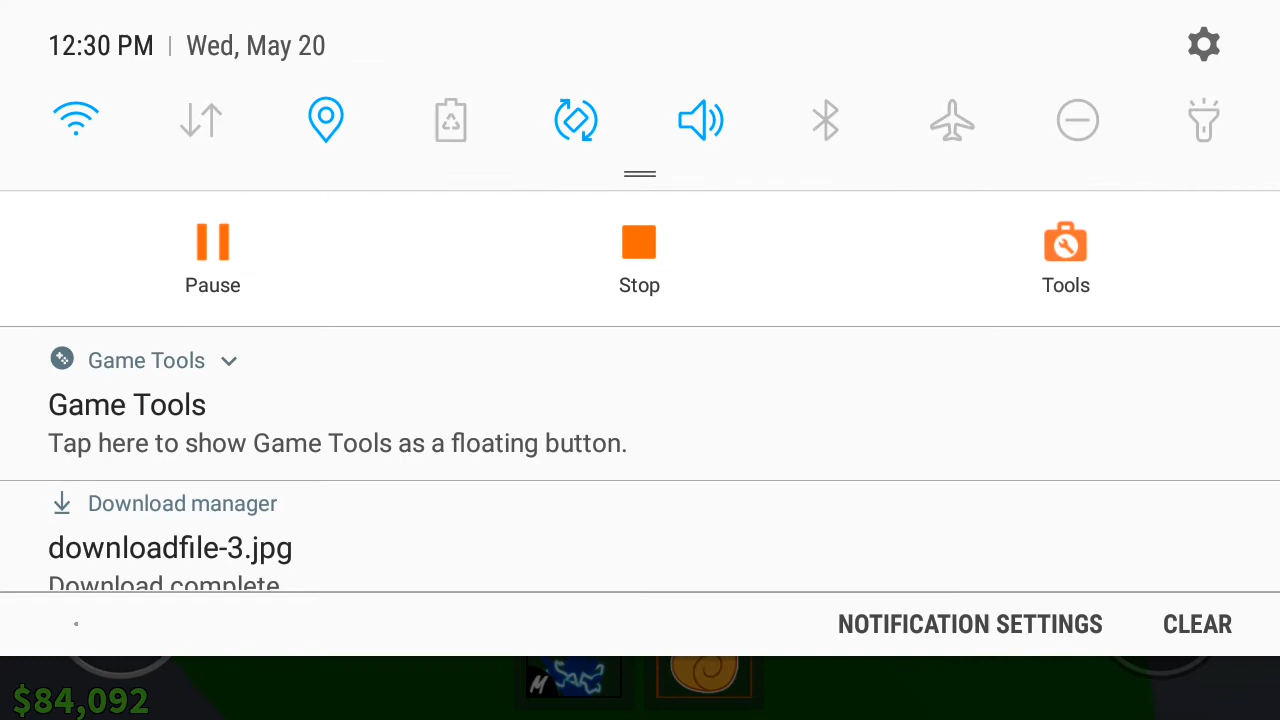 12:30 PM | Wed, May 20
Pause
Stop
Tools
Game Tools
Game Tools
Tap here to show Game Tools as a floating button.
Download manager
downloadfile-3.jpg
Download complete
NOTIFICATION SETTINGS
CLEAR
M
$84,092